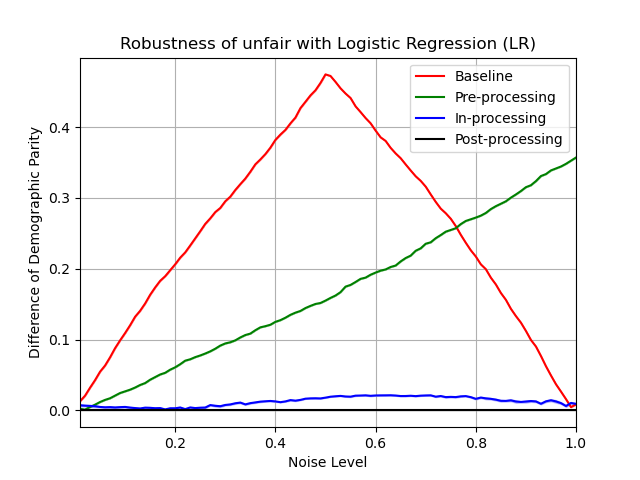 Robustness of unfair with Logistic Regression (LR)
Baseline
Pre-processing
In-processing
Post-processing
Difference of Demographic Parity
0.4
0.3
0.2
0.1
0.0
0.2 0.4 0.6 0.8 1.0
Noise Level